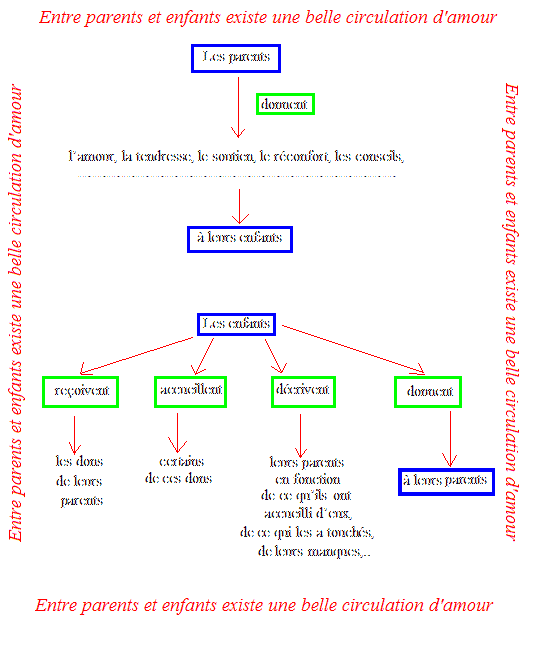 Entre parents et enfants existe une belle circulation d'amour
Entre parents et enfants existe une belle circulation d'amour
Entre parents et enfants existe une belle circulation d'amour
Les parents
donnent
l'amour, la tendresse, le soutien, le réconfort, les conseils,
à leurs enfants
Les enfants
reçoivent
accueillent
décrivent
donnent
les dons
de leurs
parents
certains
de ces dons
leurs parents
en fonction
de ce qu'ils ont
accueilli d'eux,
de ce qui les a touchés,
de leurs manques,..
à leurs parents
Entre parents et enfants existe une belle circulation d'amour